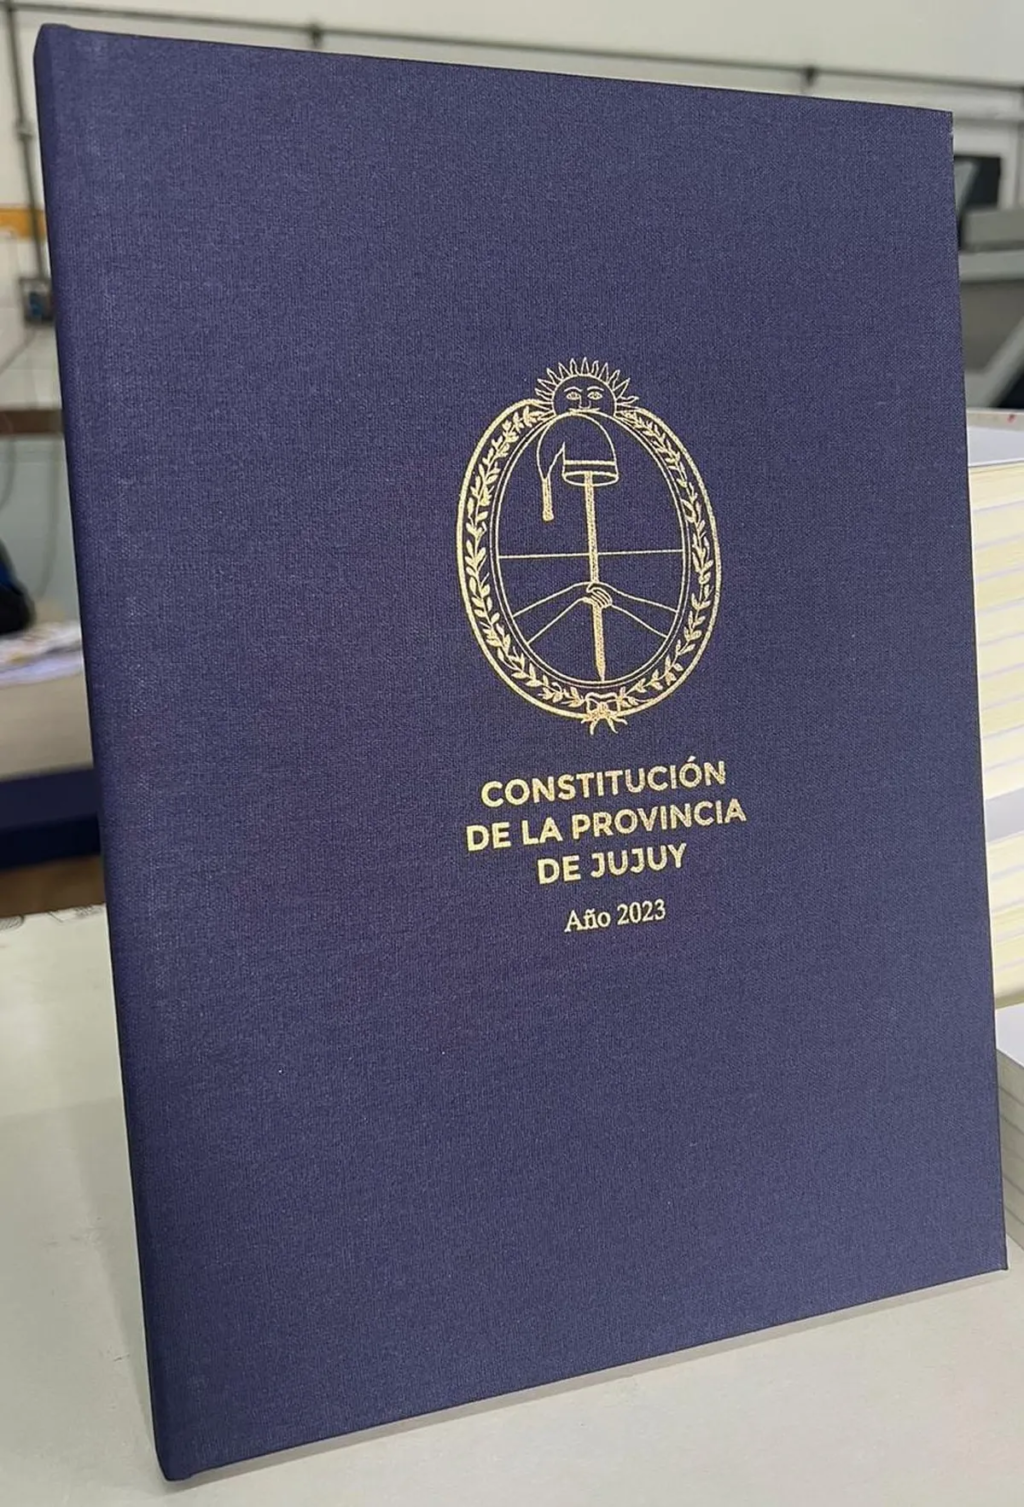 CONSTITUCIÓN
DE LA PROVINCIA
DE JUJUY
Año 2023